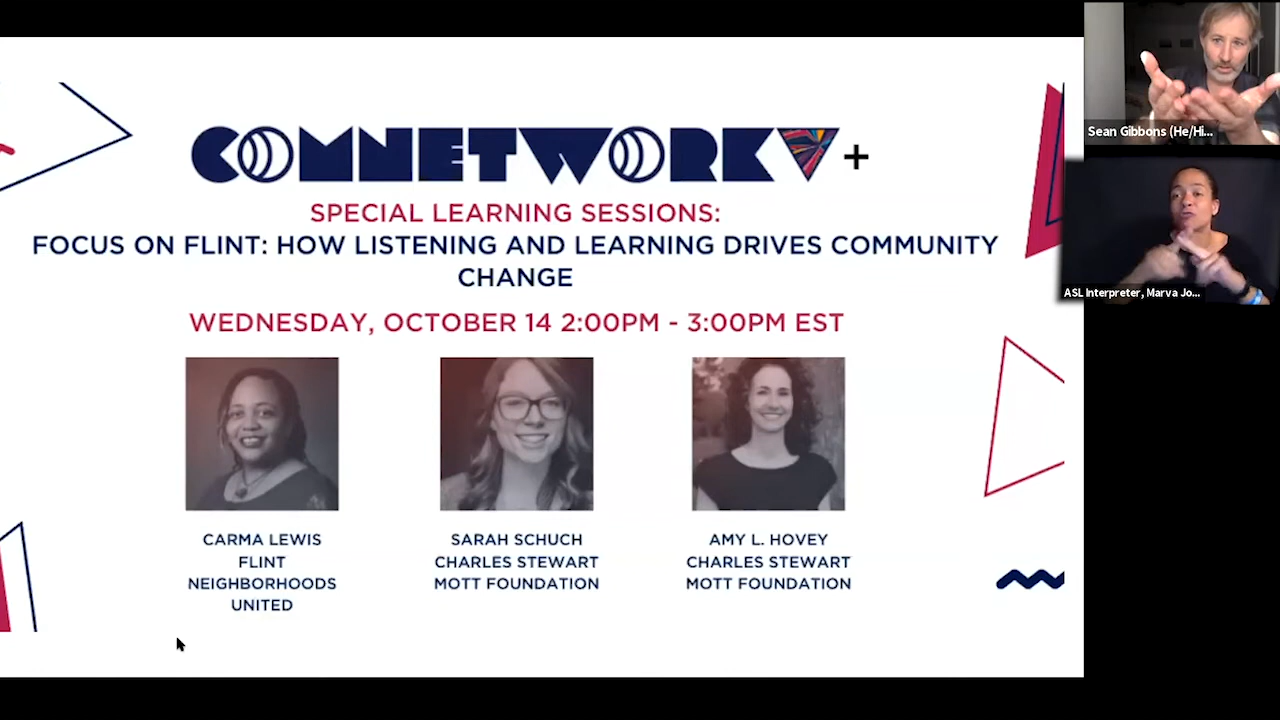 COMNETWORKV+
SPECIAL LEARNING SESSIONS:
FOCUS ON FLINT: HOW LISTENING AND LEARNING DRIVES COMMUNITY
CHANGE
WEDNESDAY, OCTOBER 14 2:00PM - 3:00PM EST
CARMA LEWIS
FLINT
NEIGHBORHOODS
UNITED
SARAH SCHUCH
CHARLES STEWART
MOTT FOUNDATION
AMY L. HOVEY
CHARLES STEWART
MOTT FOUNDATION
Sean Gibbons (He/Hi...
ASL Interpreter, Marva Jo...